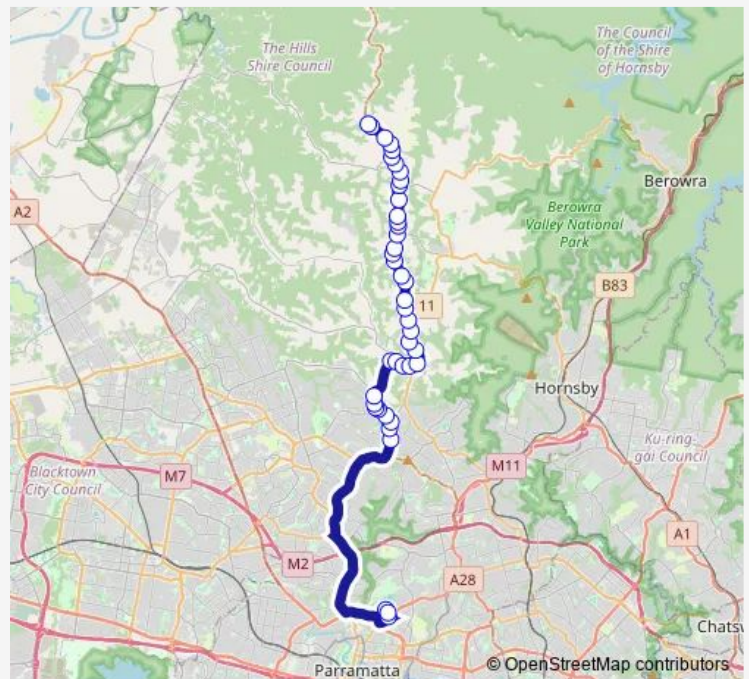 The Hills
Shire Council
The Council
of the Shire
of Hornsby
Berowra
A2
Berowra
Valley National
Park
B83
11
Hornsby
Ku-ring-
gai Council
M11
Blacktown
City Council
M7
A1
M2
A28
Chatsw
Parramatta
© OpenStreetMap contributors